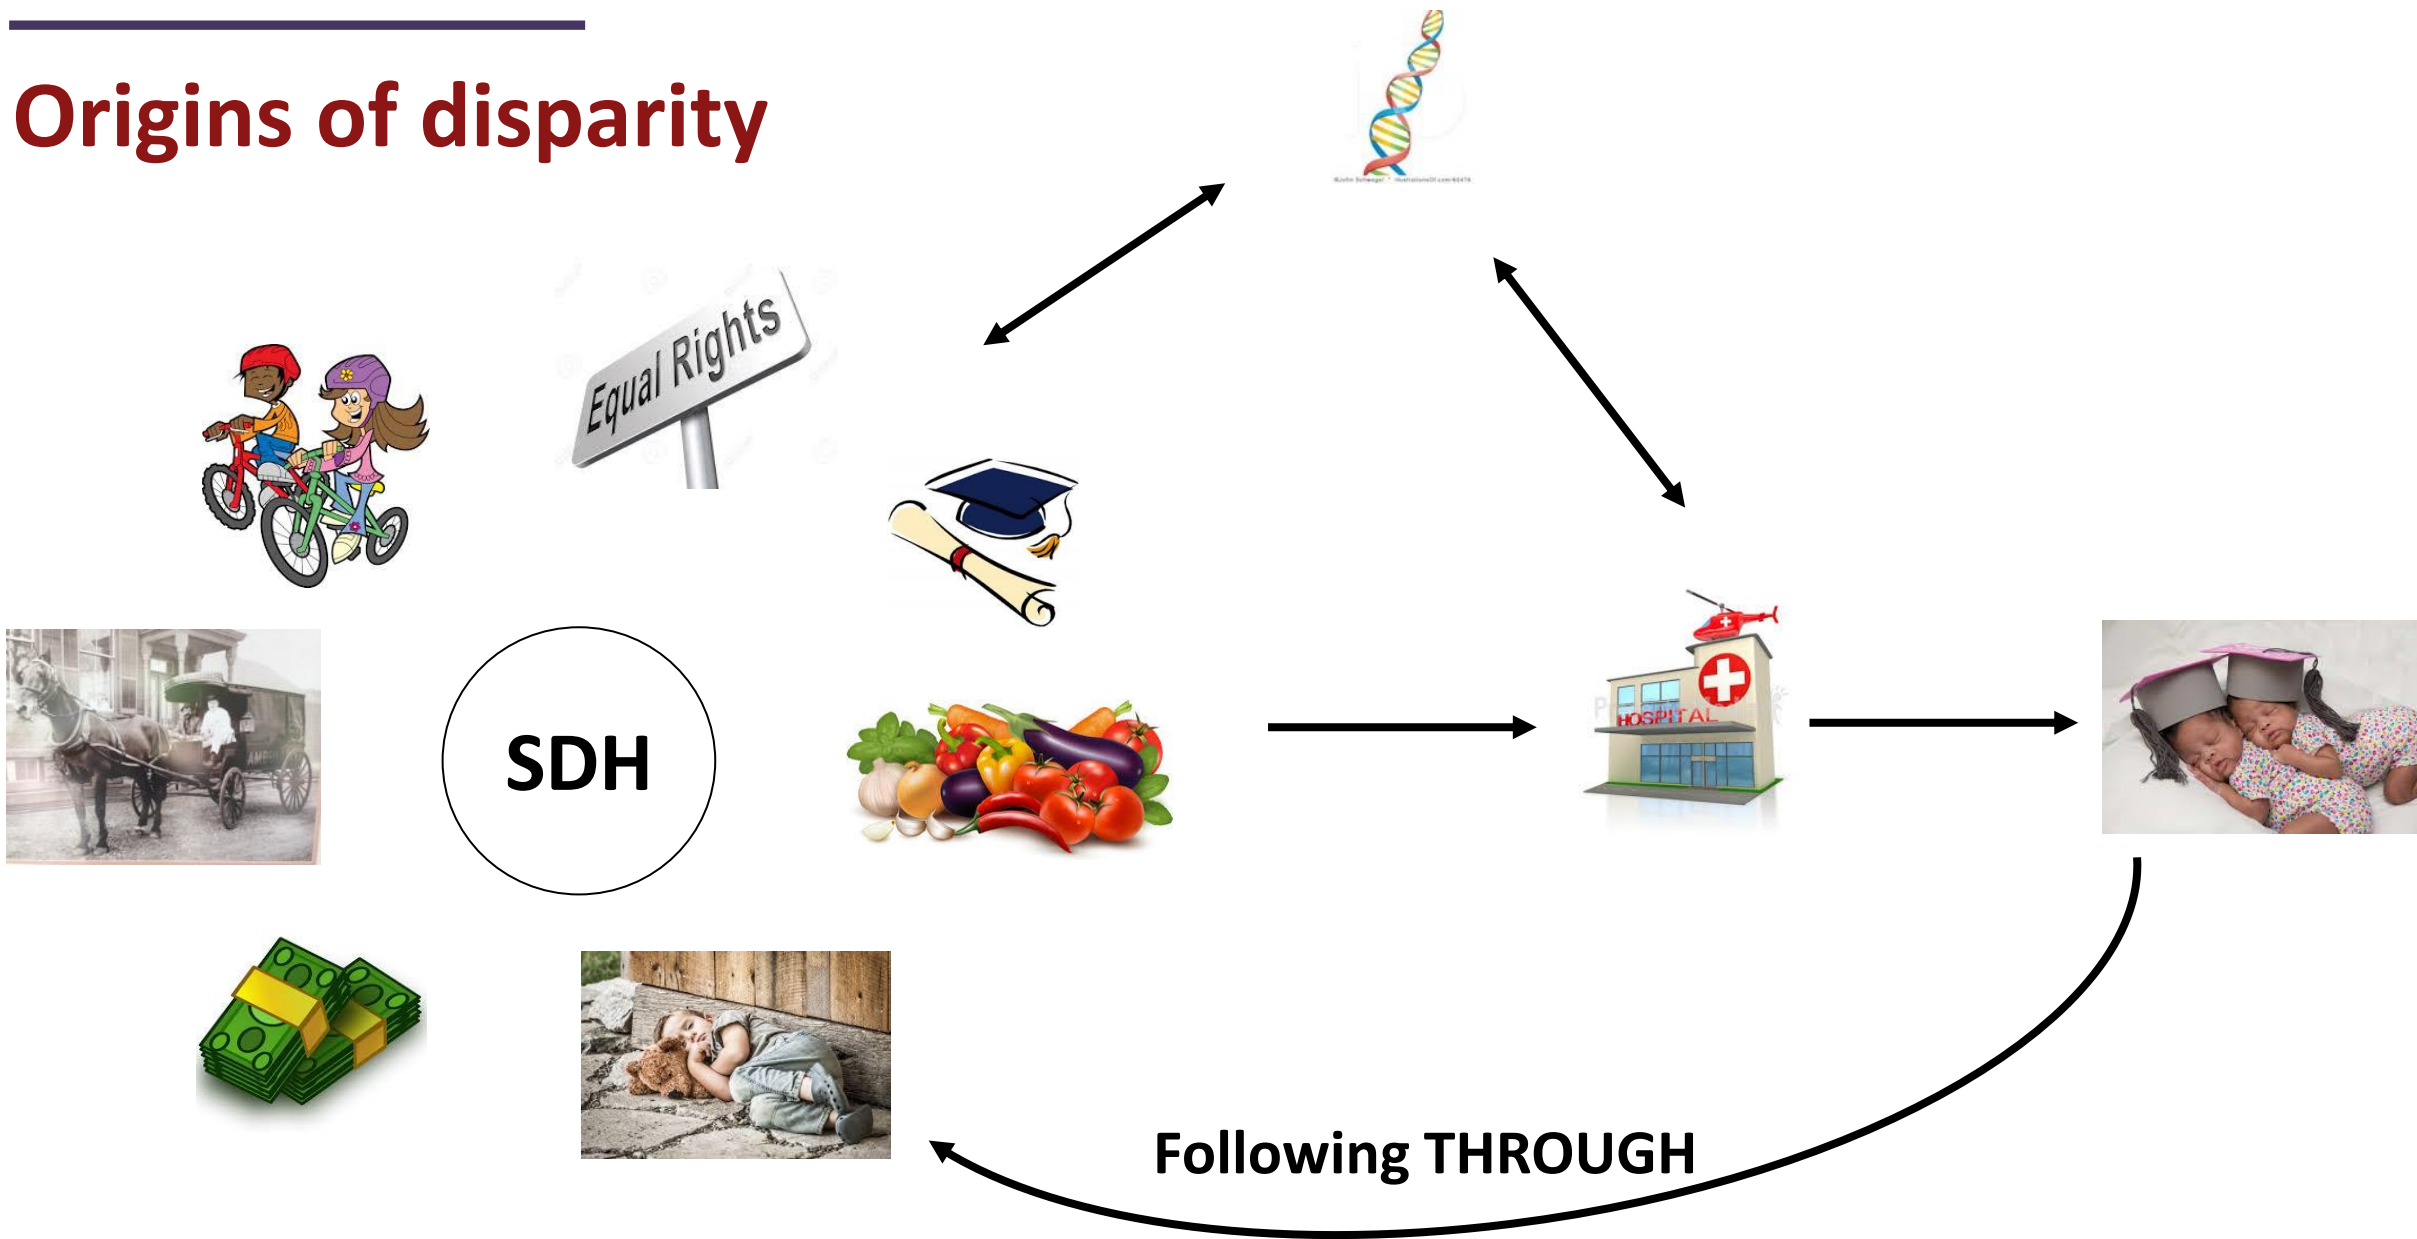 Origins of disparity
Equal Rights
SDH
HOSPITAL
Following THROUGH